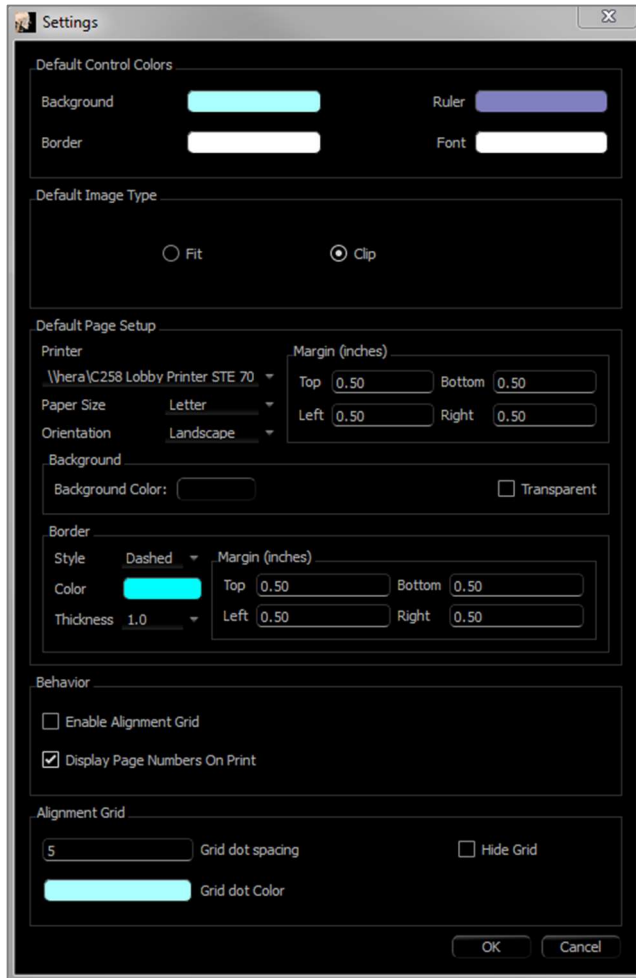 Settings
Default Control Colors
Background Ruler
Border Font
Default Image Type
Fit Clip
Default Page Setup
Printer Margin (inches)
\\hera\C258 Lobby Printer STE 70 Top 0.50 Bottom 0.50
Paper Size Letter Left 0.50 Right 0.50
Orientation Landscape
Background
Background Color: Transparent
Border
Style Dashed Margin (inches)
Color Top 0.50 Bottom 0.50
Thickness 1.0 Left 0.50 Right 0.50
Behavior
Enable Alignment Grid
Display Page Numbers On Print
Alignment Grid
5 Grid dot spacing Hide Grid
Grid dot Color
OK Cancel